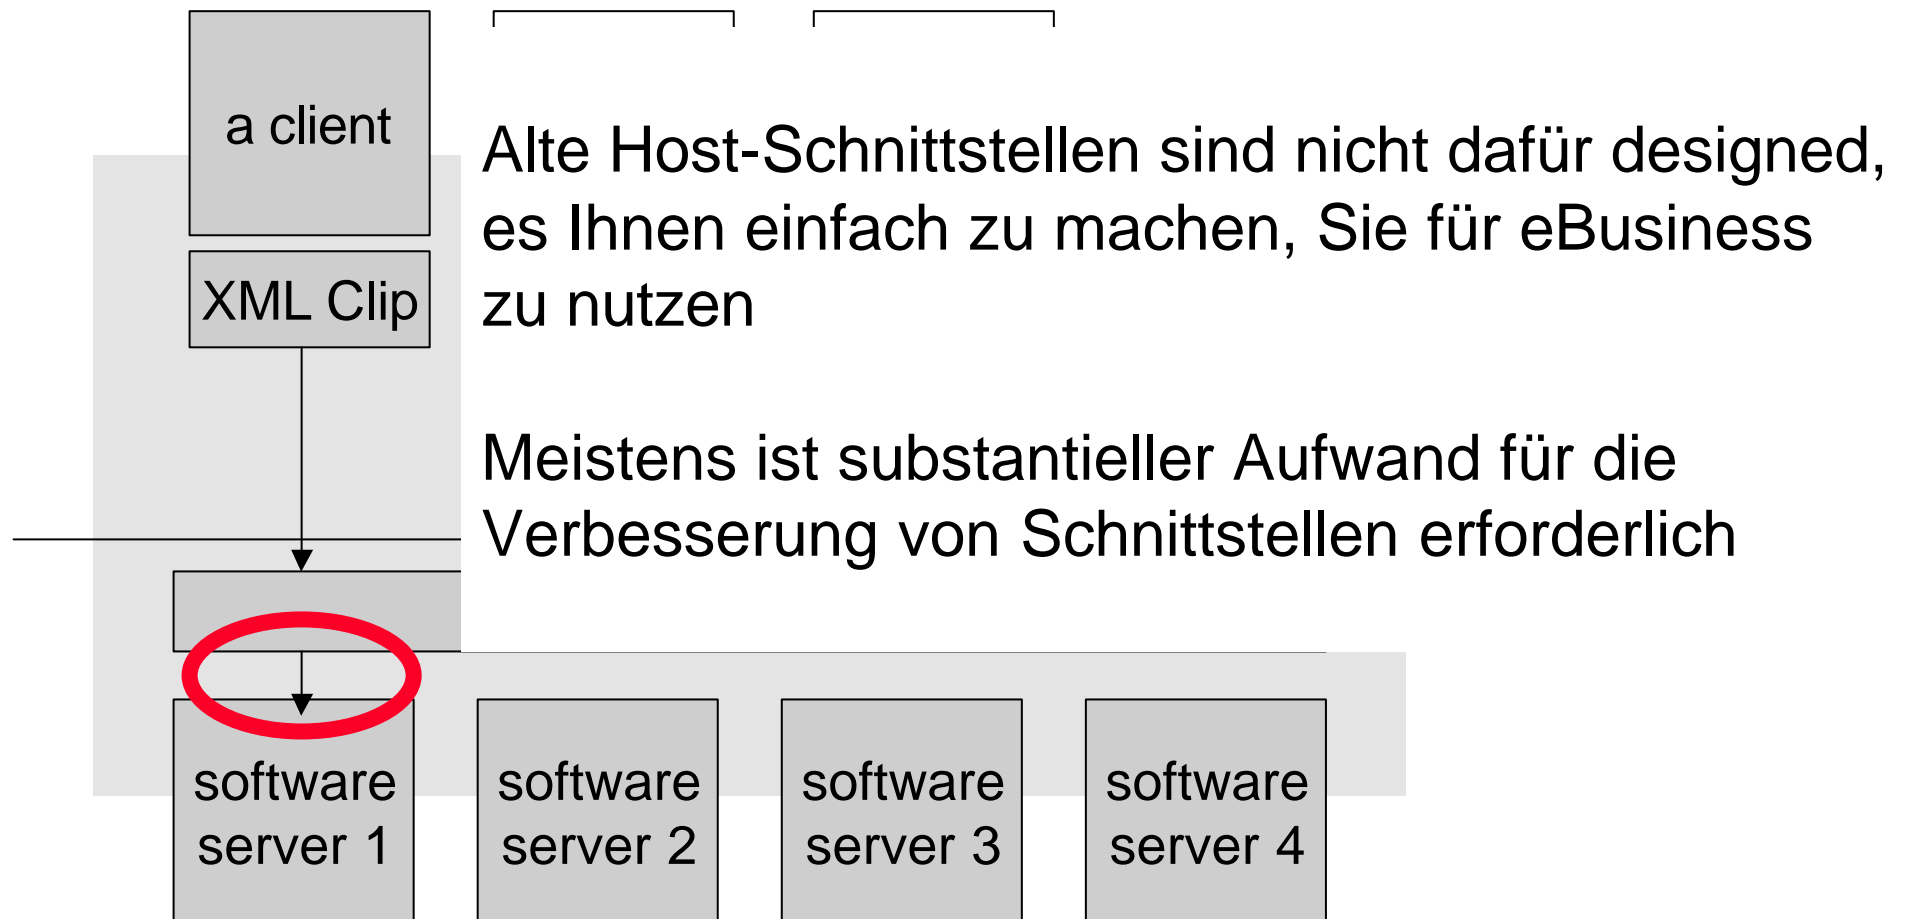 a client
XML Clip
Alte Host-Schnittstellen sind nicht dafür designed,
es Ihnen einfach zu machen, Sie für eBusiness
zu nutzen
Meistens ist substantieller Aufwand für die
Verbesserung von Schnittstellen erforderlich
software
server 1
software
server 2
software
server 3
software
server 4